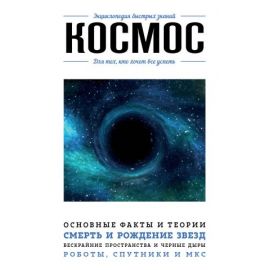 Энциклопедия быстрых знаний
КОСМОС
Для тех, кто хочет все успеть
ОСНОВНЫЕ ФАКТЫ И ТЕОРИИ
СМЕРТЬ И РОЖДЕНИЕ ЗВЕЗД
БЕСКРАЙНИЕ ПРОСТРАНСТВА И ЧЕРНЫЕ ДЫРЫ
РОБОТЫ, СПУТНИКИ И МКС